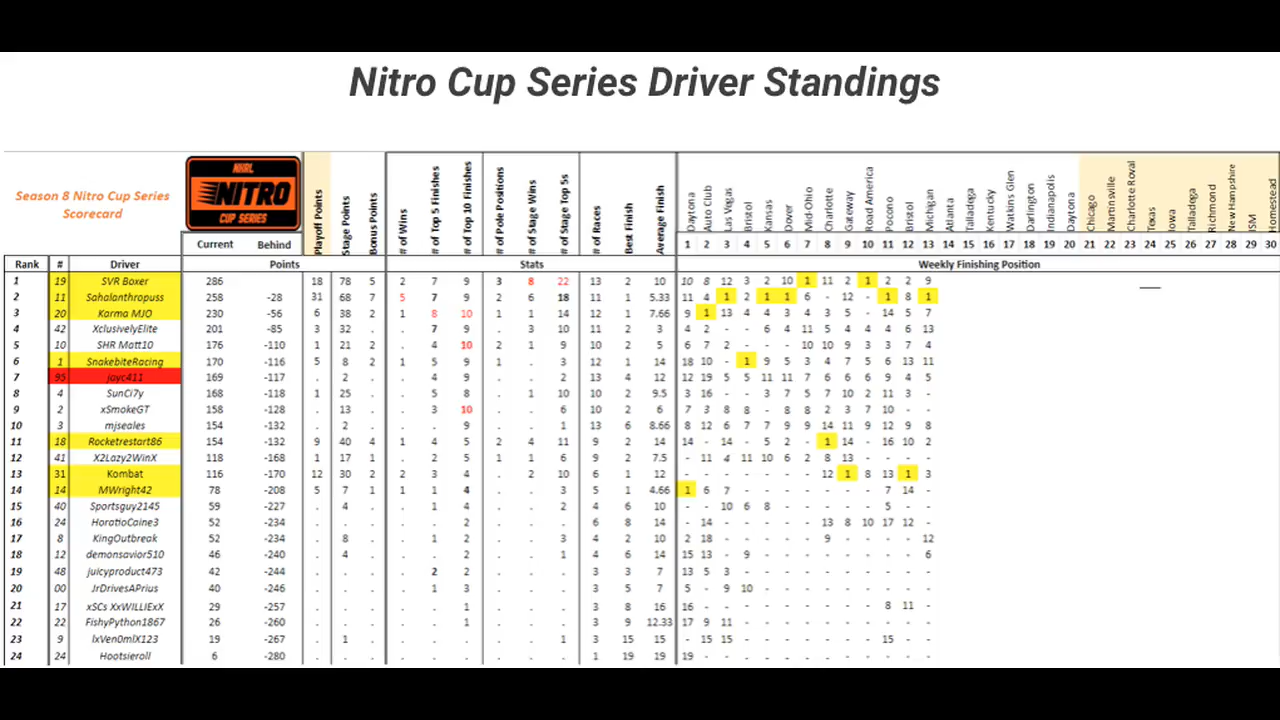 Nitro Cup Series Driver Standings
Season 8 Nitro Cup Series
Scorecard
NHRL
NITRO
CUP SERIES
Playoff Points Stage Points Bonus Points # of Wins # of Top 5 Finishes # of Top 10 Finishes # of Pole Positions # of Stage Wins # of Stage Top 5s # of Races Best Finish Average Finish Daytona Auto Club Las Vegas Bristol Kansas Dover Mid-Ohio Charlotte Gateway Road America Pocono Bristol Michigan Atlanta Talladega Kentucky Watkins Glen Darlington Indianapolis Daytona Chicago Martinsville Charlotte Roval Texas Iowa Talladega Richmond New Hampshire ISM Homestead
Current Behind 1 2 3 4 5 6 7 8 9 10 11 12 13 14 15 16 17 18 19 20 21 22 23 24 25 26 27 28 29 30
Rank # Driver Points Stats Weekly Finishing Position
1 19 SVR Boxer 286 18 78 5 2 7 9 3 8 22 13 2 10 10 8 12 3 2 10 1 11 2 1 2 2 9
2 11 Sahalanthropuss 258 -28 31 68 7 5 7 9 2 6 18 11 1 5.33 11 4 1 - 1 1 6 - 12 - 1 8 1
3 20 Karma MJO 230 -56 6 38 2 1 8 10 1 1 14 12 1 7.66 9 1 13 4 4 3 4 3 5 - 14 5 7
4 42 XclusivelyElite 201 -85 3 32 . . 7 9 . 3 10 11 2 3 4 2 - - 6 4 11 5 4 4 4 6 13
5 10 SHR Matt10 176 -110 1 21 2 . 4 10 2 1 9 10 2 5 6 7 2 - - - 10 10 9 3 3 7 4
6 1 SnakebiteRacing 170 -116 5 8 2 1 5 9 1 . 3 12 1 14 18 10 - 1 9 5 3 4 7 5 6 13 11
7 95 jayc411 169 -117 . 2 . . 4 9 . . 2 13 4 12 12 19 5 5 11 11 7 6 6 6 9 4 5
8 4 SunCi7y 168 -118 1 25 . . 5 8 . 1 10 10 2 9.5 3 16 - - 3 7 5 7 10 2 11 3 -
9 2 xSmokeGT 158 -128 . 13 . . 3 10 . . 6 10 2 6 7 3 8 8 - 8 8 2 3 7 10 - -
10 3 mjseales 154 -132 . 2 . . . 9 . . 1 13 6 8.66 8 12 6 7 7 9 9 14 11 9 12 9 8
11 18 Rocketrestart86 154 -132 9 40 4 1 4 5 2 4 11 9 2 14 14 - 14 - 5 2 - 1 14 - 16 10 2
12 41 X2Lazy2WinX 118 -168 1 17 1 . 2 5 1 1 6 9 2 7.5 - 11 4 11 10 6 2 8 13 - - - -
13 31 Kombat 116 -170 12 30 2 2 3 4 . 2 10 6 1 12 - - - - - - - 12 1 8 13 1 3
14 14 MWright42 78 -208 5 7 1 1 1 4 . . 3 5 1 4.66 1 6 7 - - - - - - - 7 14 -
15 40 Sportsguy2145 59 -227 . 4 . . 1 4 . . 2 4 6 10 - - 10 6 8 - - - - - 5 - -
16 24 HoratioCaine3 52 -234 . . . . . 2 . . . 6 8 14 - 14 - - - - - 13 8 10 17 12 -
17 8 KingOutbreak 52 -234 . 8 . . 1 2 . . 3 4 2 10 2 18 - - - - - 9 - - - - 12
18 12 demonsavior510 46 -240 . 4 . . . 2 . . 1 4 6 14 15 13 - 9 - - - - - - - - 6
19 48 juicyproduct473 42 -244 . . . . 2 2 . . . 3 3 7 13 5 3 - - - - - - - - - -
20 00 JrDrivesAPrius 40 -246 . . . . 1 3 . . . 3 5 7 5 - 9 10 - - - - - - - - -
21 17 xSCs XxWILLIExX 29 -257 . . . . . 1 . . . 3 8 16 16 - - - - - - - - - 8 11 -
22 22 FishyPython1867 26 -260 . . . . . 1 . . . 3 9 12.33 17 9 11 - - - - - - - - - -
23 9 lxVen0mlX123 19 -267 . 1 . . . . . . 1 3 15 15 - 15 15 - - - - - - - 15 - -
24 24 Hootsieroll 6 -280 . . . . . . . . . 1 19 19 19 - - - - - - - - - - - -